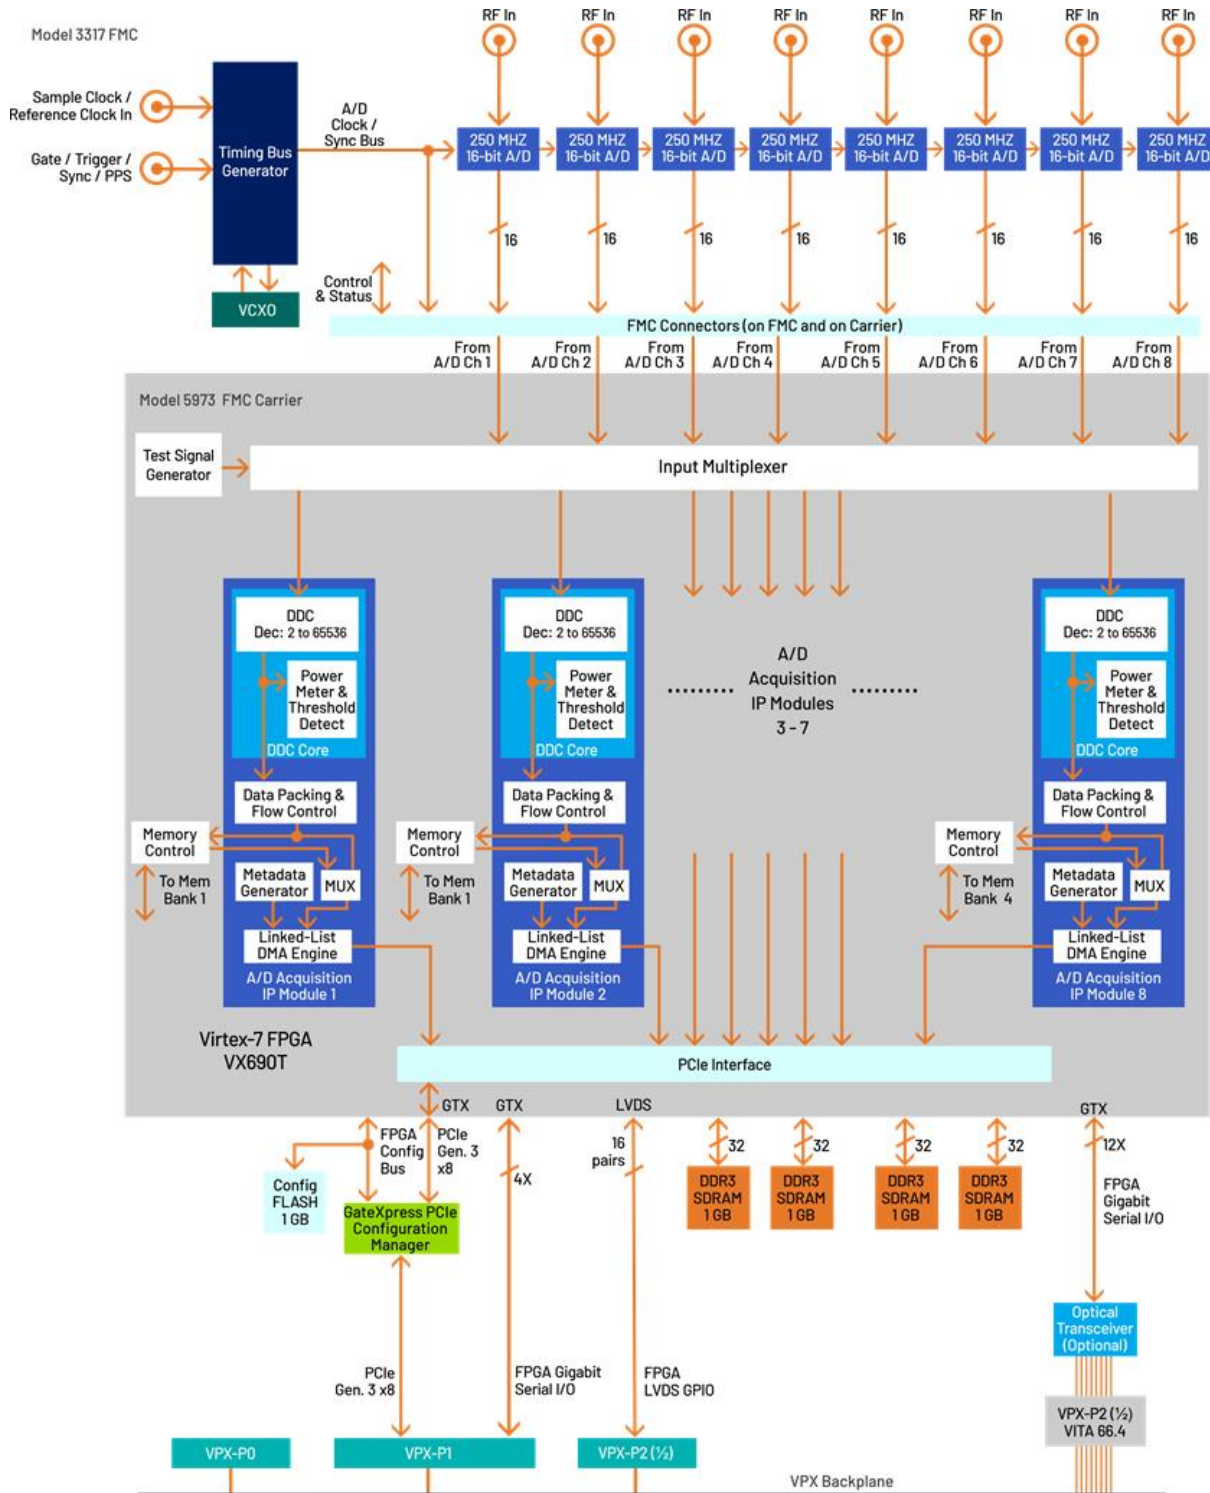 Model 3317 FMC
RF In
RF In
RF In
RF In
RF In
RF In
RF In
RF In
Sample Clock /
Reference Clock In
Gate / Trigger /
Sync / PPS
Timing Bus
Generator
VCXO
A/D
Clock /
Sync Bus
250 MHZ
16-bit A/D
250 MHZ
16-bit A/D
250 MHZ
16-bit A/D
250 MHZ
16-bit A/D
250 MHZ
16-bit A/D
250 MHZ
16-bit A/D
250 MHZ
16-bit A/D
250 MHZ
16-bit A/D
16
16
16
16
16
16
16
16
Control
& Status
FMC Connectors (on FMC and on Carrier)
From
A/D Ch 1
From
A/D Ch 2
From
A/D Ch 3
From
A/D Ch 4
From
A/D Ch 5
From
A/D Ch 6
From
A/D Ch 7
From
A/D Ch 8
Model 5973 FMC Carrier
Test Signal
Generator
Input Multiplexer
DDC
Dec: 2 to 65536
Power
Meter &
Threshold
Detect
DDC Core
Data Packing &
Flow Control
Memory
Control
To Mem
Bank 1
Metadata
Generator
MUX
Linked-List
DMA Engine
A/D Acquisition
IP Module 1
DDC
Dec: 2 to 65536
Power
Meter &
Threshold
Detect
DDC Core
Data Packing &
Flow Control
Memory
Control
To Mem
Bank 1
Metadata
Generator
MUX
Linked-List
DMA Engine
A/D Acquisition
IP Module 2
A/D
Acquisition
IP Modules
3 - 7
DDC
Dec: 2 to 65536
Power
Meter &
Threshold
Detect
DDC Core
Data Packing &
Flow Control
Memory
Control
To Mem
Bank 4
Metadata
Generator
MUX
Linked-List
DMA Engine
A/D Acquisition
IP Module 8
Virtex-7 FPGA
VX690T
PCIe Interface
GTX
GTX
LVDS
GTX
FPGA
Config
Bus
PCIe
Gen. 3
x8
4X
16
pairs
32
32
32
32
12X
Config
FLASH
1 GB
GateXpress PCIe
Configuration
Manager
DDR3
SDRAM
1 GB
DDR3
SDRAM
1 GB
DDR3
SDRAM
1 GB
DDR3
SDRAM
1 GB
FPGA
Gigabit
Serial I/O
Optical
Transceiver
(Optional)
PCIe
Gen. 3 x8
FPGA Gigabit
Serial I/O
FPGA
LVDS GPIO
VPX-P2 (½)
VITA 66.4
VPX-P0
VPX-P1
VPX-P2 (½)
VPX Backplane